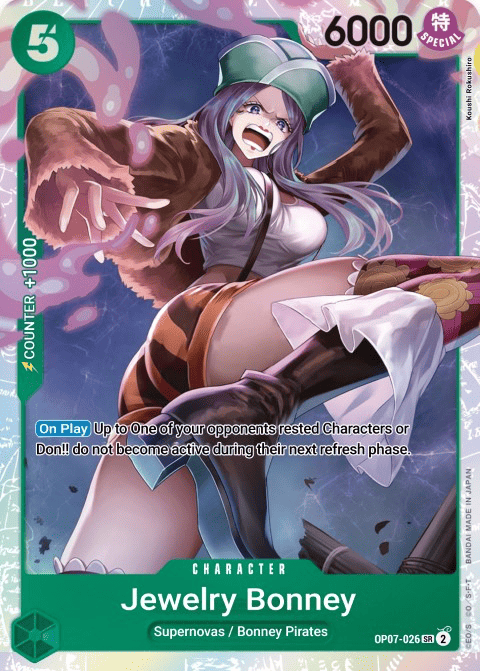 5
6000
特
SPECIAL
Koushi Rokushiro
⚡COUNTER +1000
On Play Up to One of your opponents rested Characters or
Don!! do not become active during their next refresh phase.
CHARACTER
Jewelry Bonney
Supernovas / Bonney Pirates
OP07-026 SR 2
©E.O/S ©E.O./S·F·T BANDAI MADE IN JAPAN